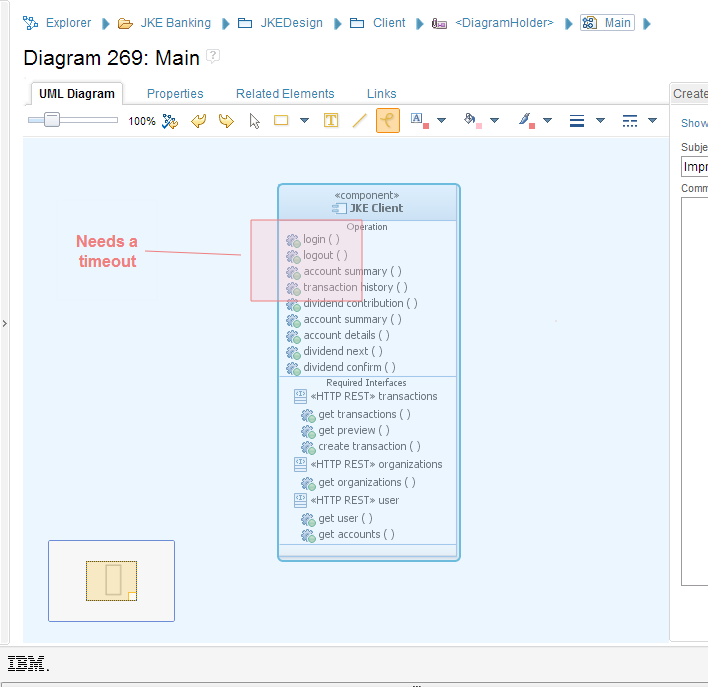 Explorer JKE Banking JKEDesign Client <DiagramHolder> Main
Diagram 269: Main ?
UML Diagram Properties Related Elements Links
Create
100% T A
Show
Subje
Impr
Comm
«component»
JKE Client
Operation
login ( )
logout ( )
account summary ( )
transaction history ( )
dividend contribution ( )
account summary ( )
account details ( )
dividend next ( )
dividend confirm ( )
Needs a
timeout
Required Interfaces
«HTTP REST» transactions
get transactions ( )
get preview ( )
create transaction ( )
«HTTP REST» organizations
get organizations ( )
«HTTP REST» user
get user ( )
get accounts ( )
IBM.